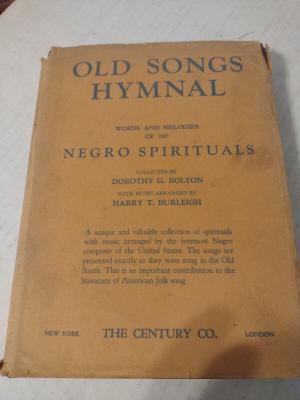 OLD SONGS
HYMNAL
WORDS AND MELODIES
OF 187
NEGRO SPIRITUALS
COLLECTED BY
DOROTHY G. BOLTON
WITH MUSIC ARRANGED BY
HARRY T. BURLEIGH
A unique and valuable collection of spirituals
with music arranged by the foremost Negro
composer of the United States. The songs are
presented exactly as they were song in the Old
South. This is an important contribution to the
literature of American folk song.
NEW YORK THE CENTURY CO. LONDON